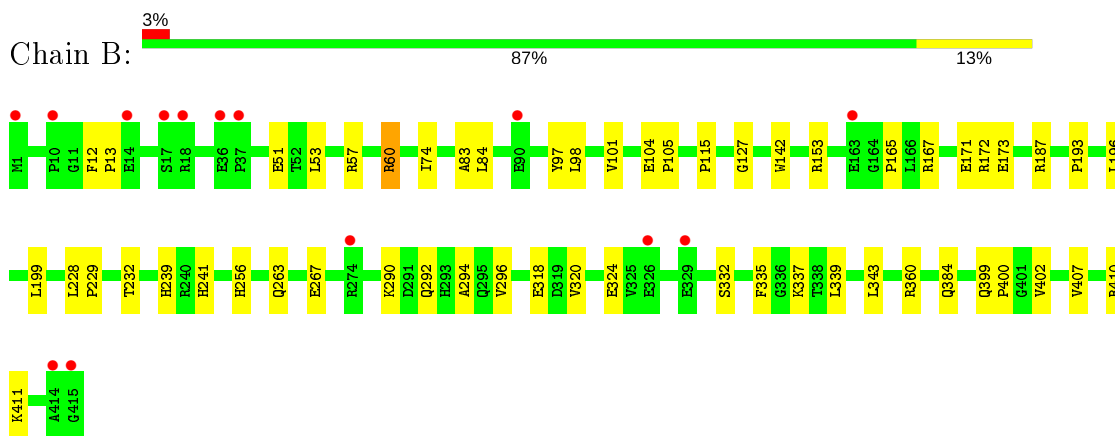 3%
Chain B:
87% 13%
M1 P10 G11 F12 P13 E14 S17 R18 E36 P37 E51 T52 L53 R57 R60 I74 A83 L84 E90 Y97 L98 V101 E104 P105 P115 G127 W142 R153 E163 G164 P165 L166 R167 E171 R172 E173 R187 P193 L196
L199 L228 P229 T232 H239 R240 H241 H256 Q263 E267 R274 K290 D291 Q292 H293 A294 Q295 V296 E318 D319 V320 E324 V325 E326 E329 S332 F335 G336 K337 T338 L339 L343 R360 Q384 Q399 P400 G401 V402 V407
K411 A414 G415